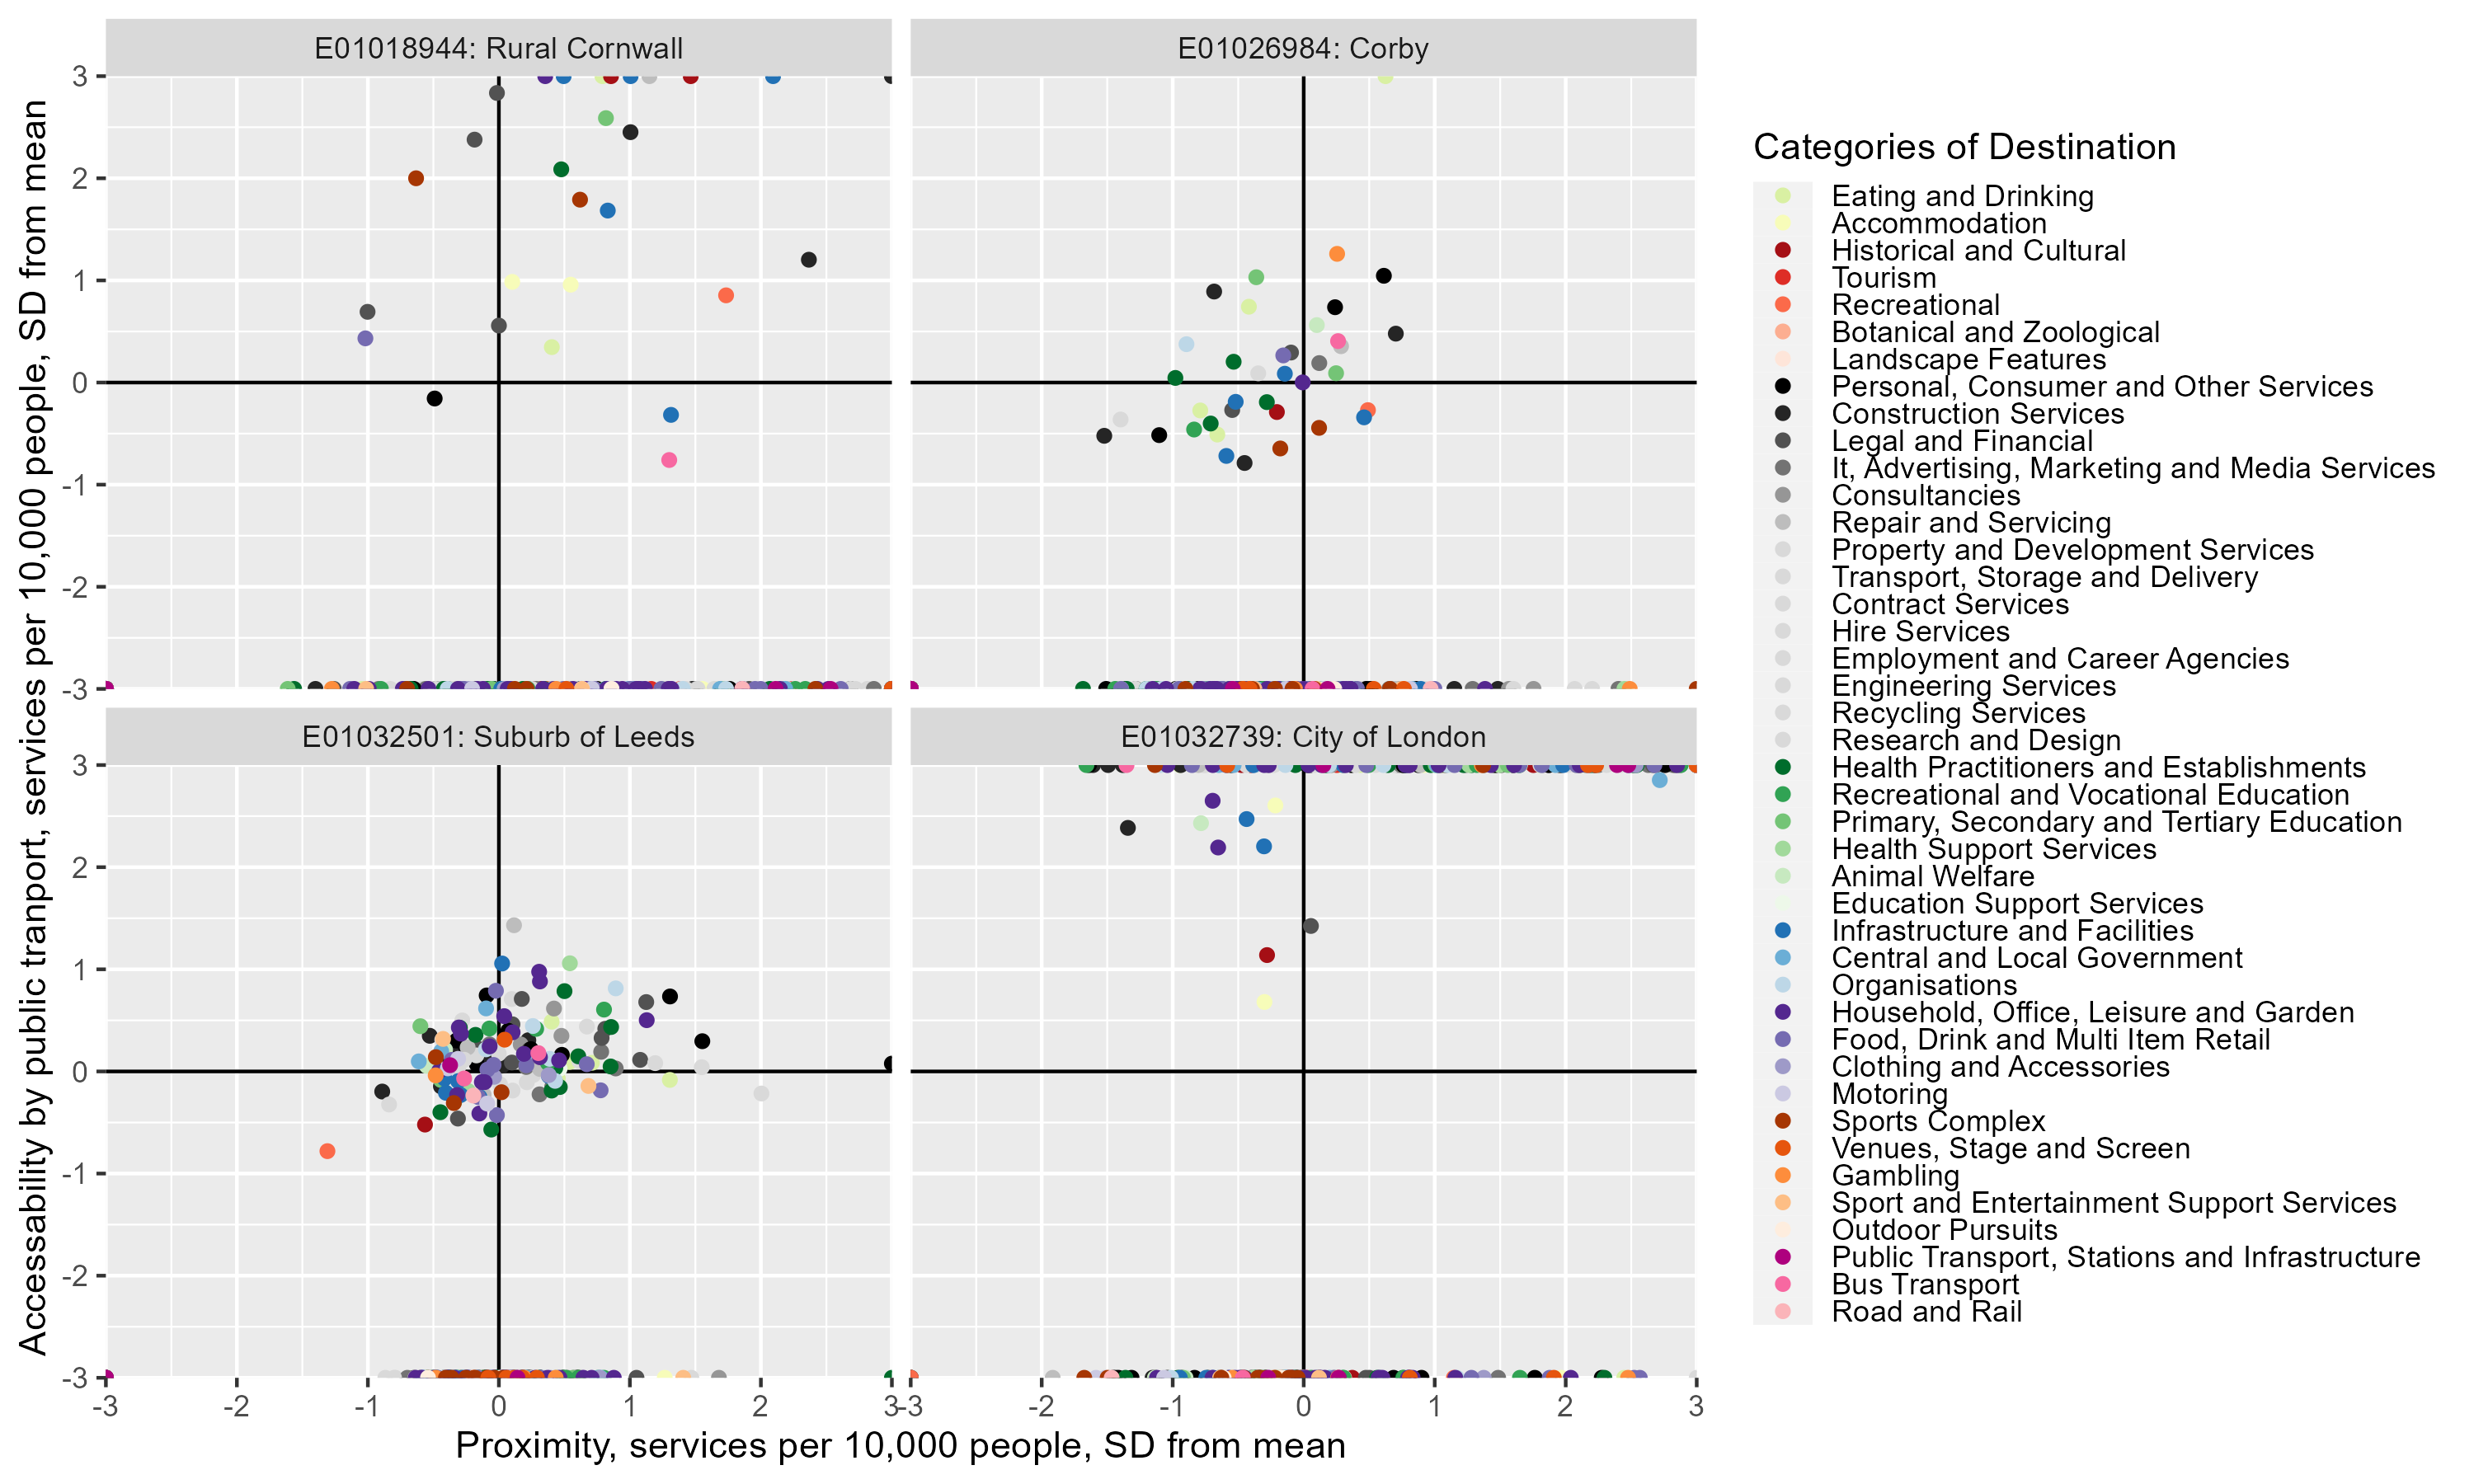 E01018944: Rural Cornwall
E01026984: Corby
3
2
1
0
-1
-2
-3
E01032501: Suburb of Leeds
E01032739: City of London
3
2
1
0
-1
-2
-3
-3
-2
-1
0
1
2
3
-3
-2
-1
0
1
2
3
Proximity, services per 10,000 people, SD from mean
Accessability by public tranport, services per 10,000 people, SD from mean
Categories of Destination
Eating and Drinking
Accommodation
Historical and Cultural
Tourism
Recreational
Botanical and Zoological
Landscape Features
Personal, Consumer and Other Services
Construction Services
Legal and Financial
It, Advertising, Marketing and Media Services
Consultancies
Repair and Servicing
Property and Development Services
Transport, Storage and Delivery
Contract Services
Hire Services
Employment and Career Agencies
Engineering Services
Recycling Services
Research and Design
Health Practitioners and Establishments
Recreational and Vocational Education
Primary, Secondary and Tertiary Education
Health Support Services
Animal Welfare
Education Support Services
Infrastructure and Facilities
Central and Local Government
Organisations
Household, Office, Leisure and Garden
Food, Drink and Multi Item Retail
Clothing and Accessories
Motoring
Sports Complex
Venues, Stage and Screen
Gambling
Sport and Entertainment Support Services
Outdoor Pursuits
Public Transport, Stations and Infrastructure
Bus Transport
Road and Rail